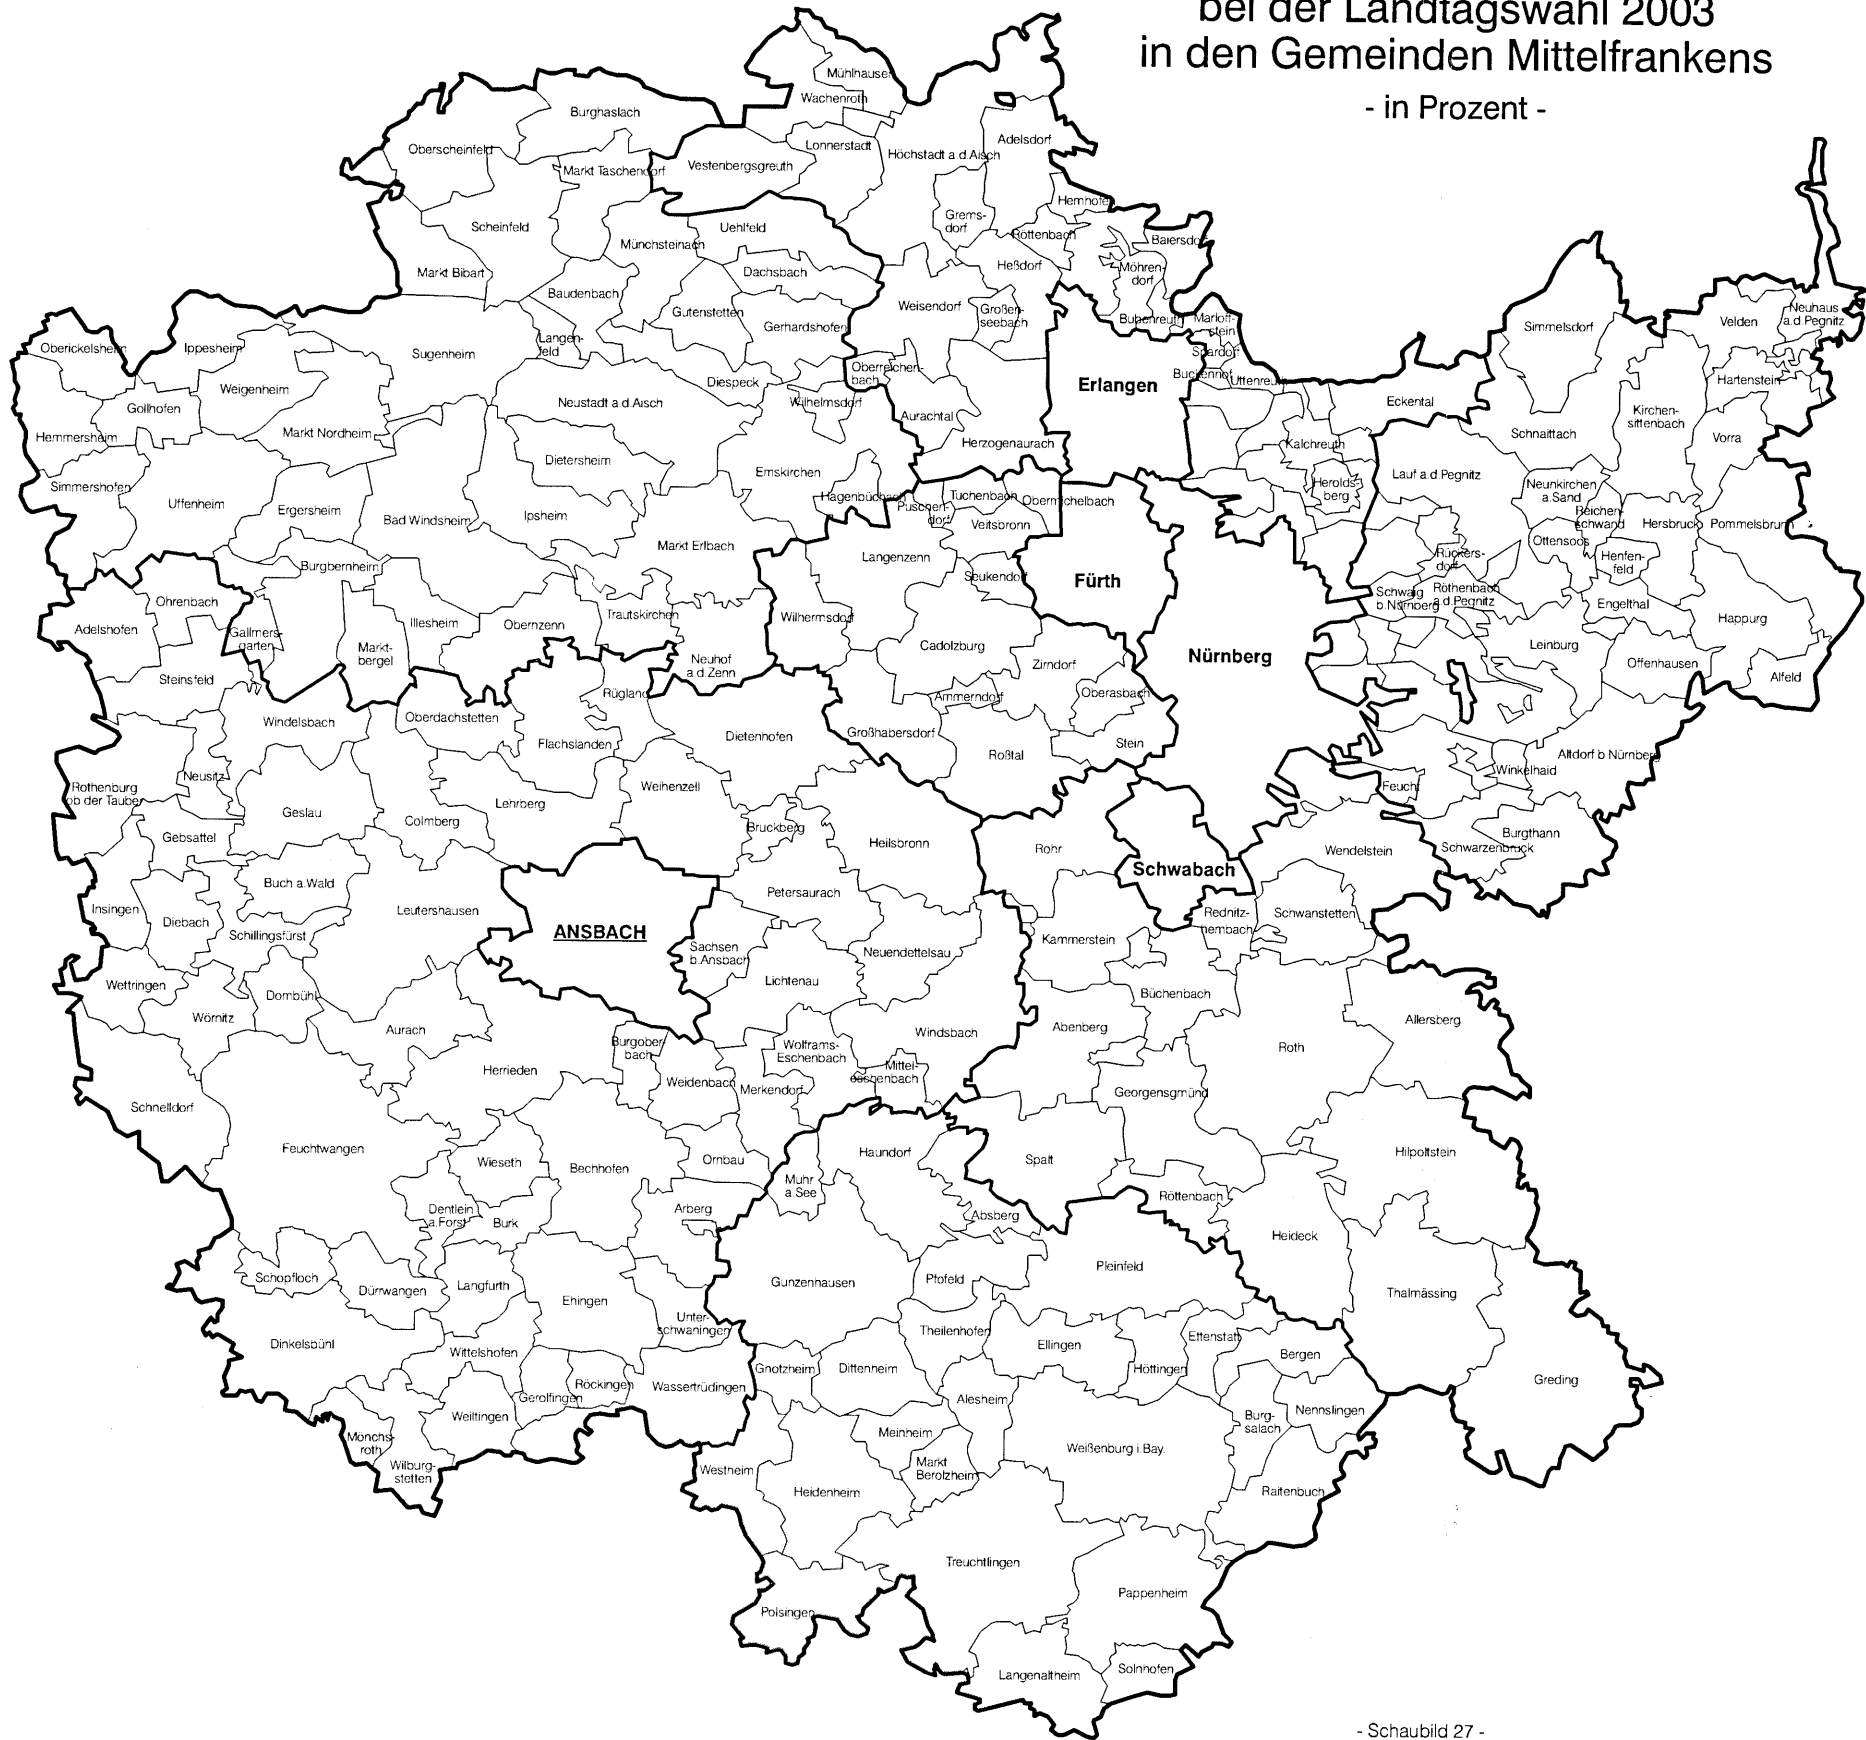 bei der Landtagswahl 2003
in den Gemeinden Mittelfrankens
- in Prozent -
Mühlhausen
Wachenroth
Burghaslach
Oberscheinfeld
Markt Taschendorf
Vestenbergsgreuth
Lonnerstadt
Höchstadt a d.Aisch
Adelsdorf
Hemhofen
Scheinfeld
Münchsteinach
Uehlfeld
Grems-
dorf
Röttenbach
Baiersdorf
Markt Bibart
Dachsbach
Heßdorf
Möhren-
dorf
Baudenbach
Gutenstetten
Gerhardshofen
Weisendorf
Großen-
seebach
Bubenreuth
Marloff-
stein
Simmelsdorf
Velden
Neuhaus
a.d.Pegnitz
Oberickelsheim
Ippesheim
Sugenheim
Langen-
feld
Spardorf
Weigenheim
Diespeck
Oberreichen-
bach
Erlangen
Buckenhof
Uttenreuth
Hartenstein
Gollhofen
Neustadt a d.Aisch
Wilhelmsdorf
Aurachtal
Eckental
Kirchen-
sittenbach
Hemmersheim
Markt Nordheim
Herzogenaurach
Kalchreuth
Schnaittach
Vorra
Dietersheim
Emskirchen
Lauf a d.Pegnitz
Simmershofen
Uffenheim
Ergersheim
Bad Windsheim
Ipsheim
Hagenbüchach
Puschen-
dorf
Tuchenbach
Obermichelbach
Veitsbronn
Herolds-
berg
Neunkirchen
a.Sand
Reichen-
schwand
Hersbruck
Pommelsbrunn
Markt Erlbach
Langenzenn
Ottensoos
Henfen-
feld
Rückers-
dorf
Burgbernheim
Seukendorf
Fürth
Schwaig
b.Nürnberg
Röthenbach
a d.Pegnitz
Engelthal
Happurg
Ohrenbach
Adelshofen
Gallmers-
garten
Illesheim
Obernzenn
Trautskirchen
Wilhermsdorf
Markt-
bergel
Neuhof
a d.Zenn
Cadolzburg
Zirndorf
Nürnberg
Leinburg
Offenhausen
Alfeld
Steinsfeld
Rügland
Ammerndorf
Oberasbach
Windelsbach
Oberdachstetten
Flachslanden
Dietenhofen
Großhabersdorf
Roßtal
Stein
Altdorf b Nürnberg
Winkelhaid
Feucht
Rothenburg
ob der Tauber
Neusitz
Geslau
Colmberg
Lehrberg
Weihenzell
Bruckberg
Heilsbronn
Rohr
Schwabach
Wendelstein
Burgthann
Schwarzenbruck
Gebsattel
Buch a.Wald
Leutershausen
Petersaurach
Insingen
Diebach
Schillingsfürst
ANSBACH
Sachsen
b.Ansbach
Neuendettelsau
Kammerstein
Rednitz-
hembach
Schwanstetten
Wettringen
Dombühl
Wörnitz
Lichtenau
Büchenbach
Aurach
Windsbach
Abenberg
Roth
Allersberg
Herrieden
Burgober-
bach
Wolframs-
Eschenbach
Mittel-
eschenbach
Weidenbach
Merkendorf
Georgensgmünd
Schnelldorf
Feuchtwangen
Wieseth
Bechhofen
Ornbau
Muhr
a.See
Haundorf
Spalt
Hilpoltstein
Dentlein
a.Forst
Burk
Arberg
Absberg
Röttenbach
Heideck
Schopfloch
Dürrwangen
Langfurth
Ehingen
Gunzenhausen
Pfofeld
Pleinfeld
Thalmässing
Unter-
schwaningen
Dinkelsbühl
Wittelshofen
Theilenhofen
Ellingen
Ettenstatt
Bergen
Höttingen
Gnotzheim
Dittenheim
Gerolfingen
Röckingen
Wassertrüdingen
Alesheim
Greding
Weiltingen
Mönchs-
roth
Wilburg-
stetten
Meinheim
Markt
Berolzheim
Weißenburg i.Bay.
Burg-
salach
Nennslingen
Westheim
Heidenheim
Raitenbuch
Treuchtlingen
Pappenheim
Polsingen
Langenaltheim
Solnhofen
- Schaubild 27 -